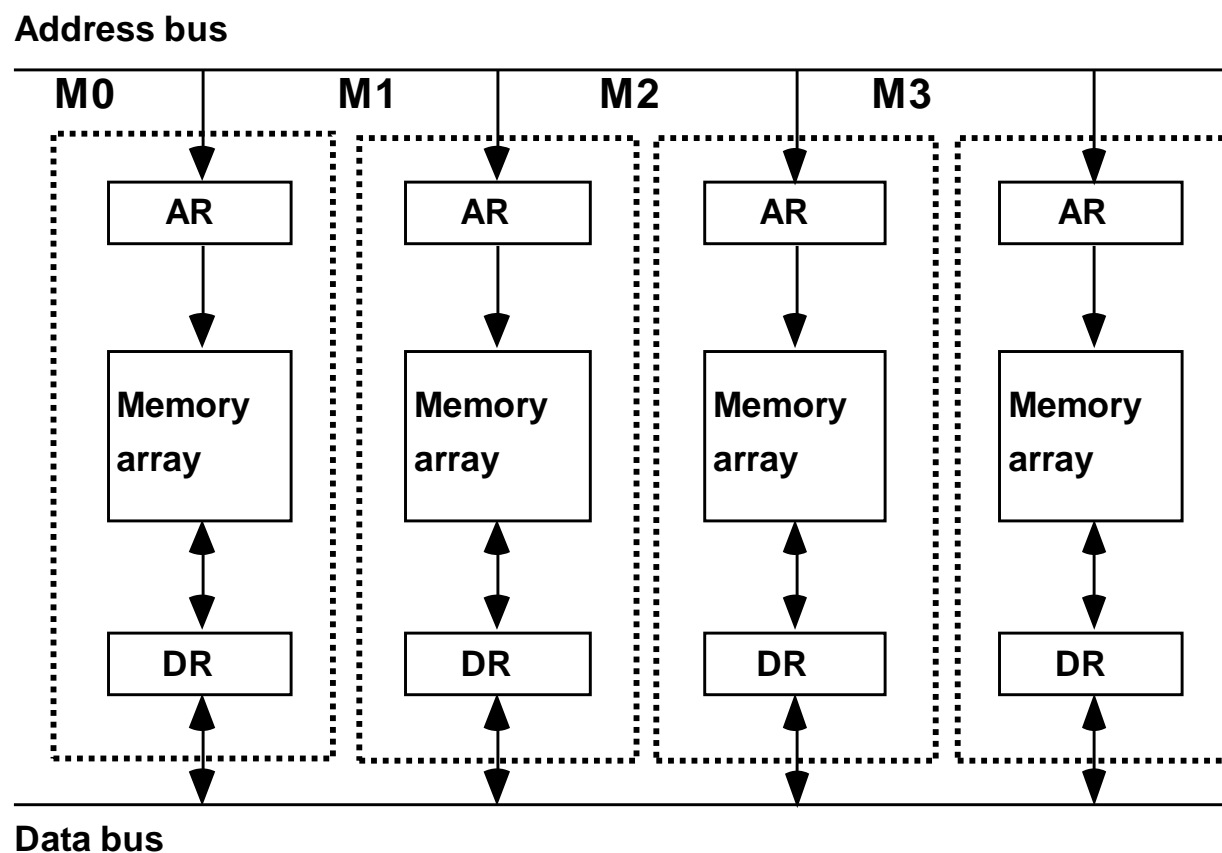 Address bus
M0 M1 M2 M3
AR AR AR AR
Memory Memory Memory Memory
array array array array
DR DR DR DR
Data bus